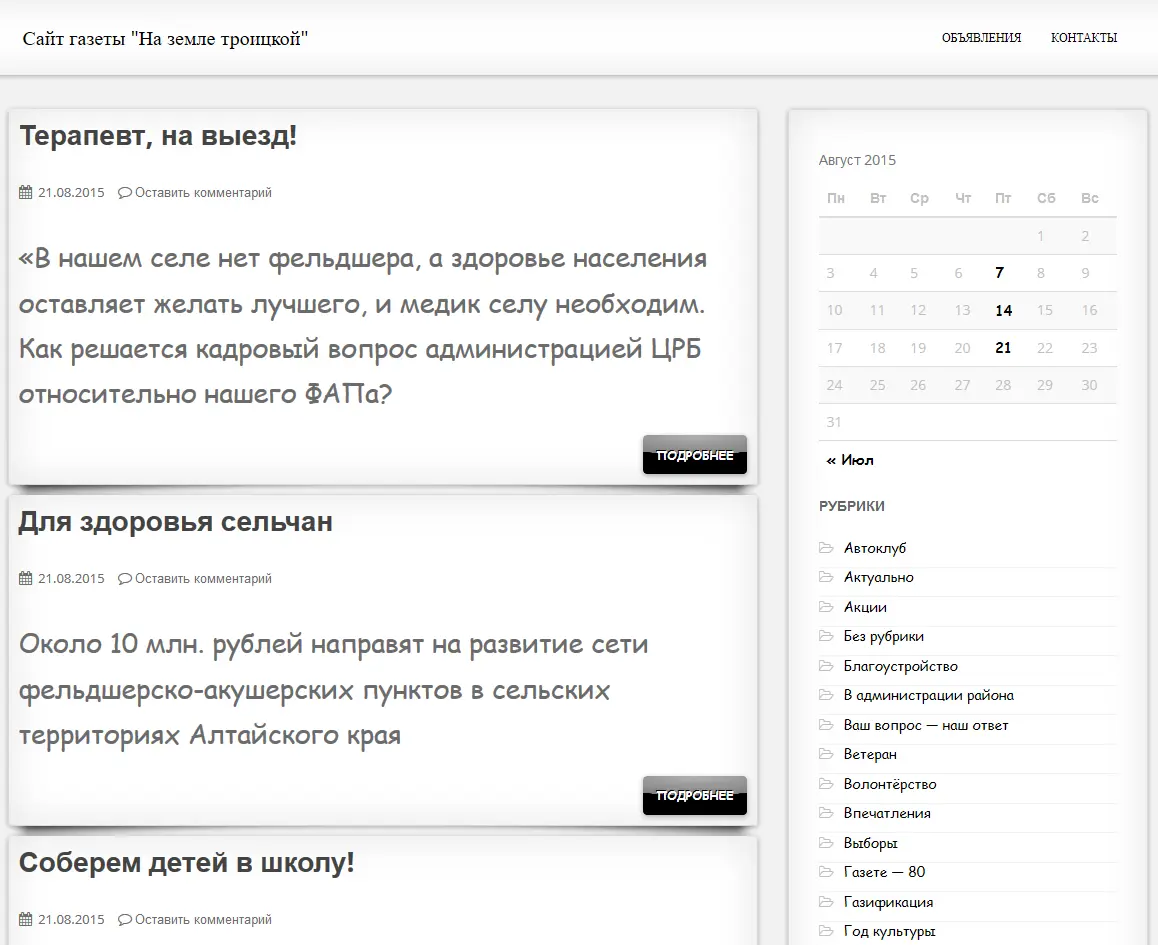 Сайт газеты "На земле троицкой"
ОБЪЯВЛЕНИЯ КОНТАКТЫ
Терапевт, на выезд!
21.08.2015 Оставить комментарий
«В нашем селе нет фельдшера, а здоровье населения
оставляет желать лучшего, и медик селу необходим.
Как решается кадровый вопрос администрацией ЦРБ
относительно нашего ФАПа?
ПОДРОБНЕЕ
Для здоровья сельчан
21.08.2015 Оставить комментарий
Около 10 млн. рублей направят на развитие сети
фельдшерско-акушерских пунктов в сельских
территориях Алтайского края
ПОДРОБНЕЕ
Соберем детей в школу!
21.08.2015 Оставить комментарий
Август 2015
Пн Вт Ср Чт Пт Сб Вс
1 2
3 4 5 6 7 8 9
10 11 12 13 14 15 16
17 18 19 20 21 22 23
24 25 26 27 28 29 30
31
« Июл
РУБРИКИ
Автоклуб
Актуально
Акции
Без рубрики
Благоустройство
В администрации района
Ваш вопрос — наш ответ
Ветеран
Волонтёрство
Впечатления
Выборы
Газете — 80
Газификация
Год культуры